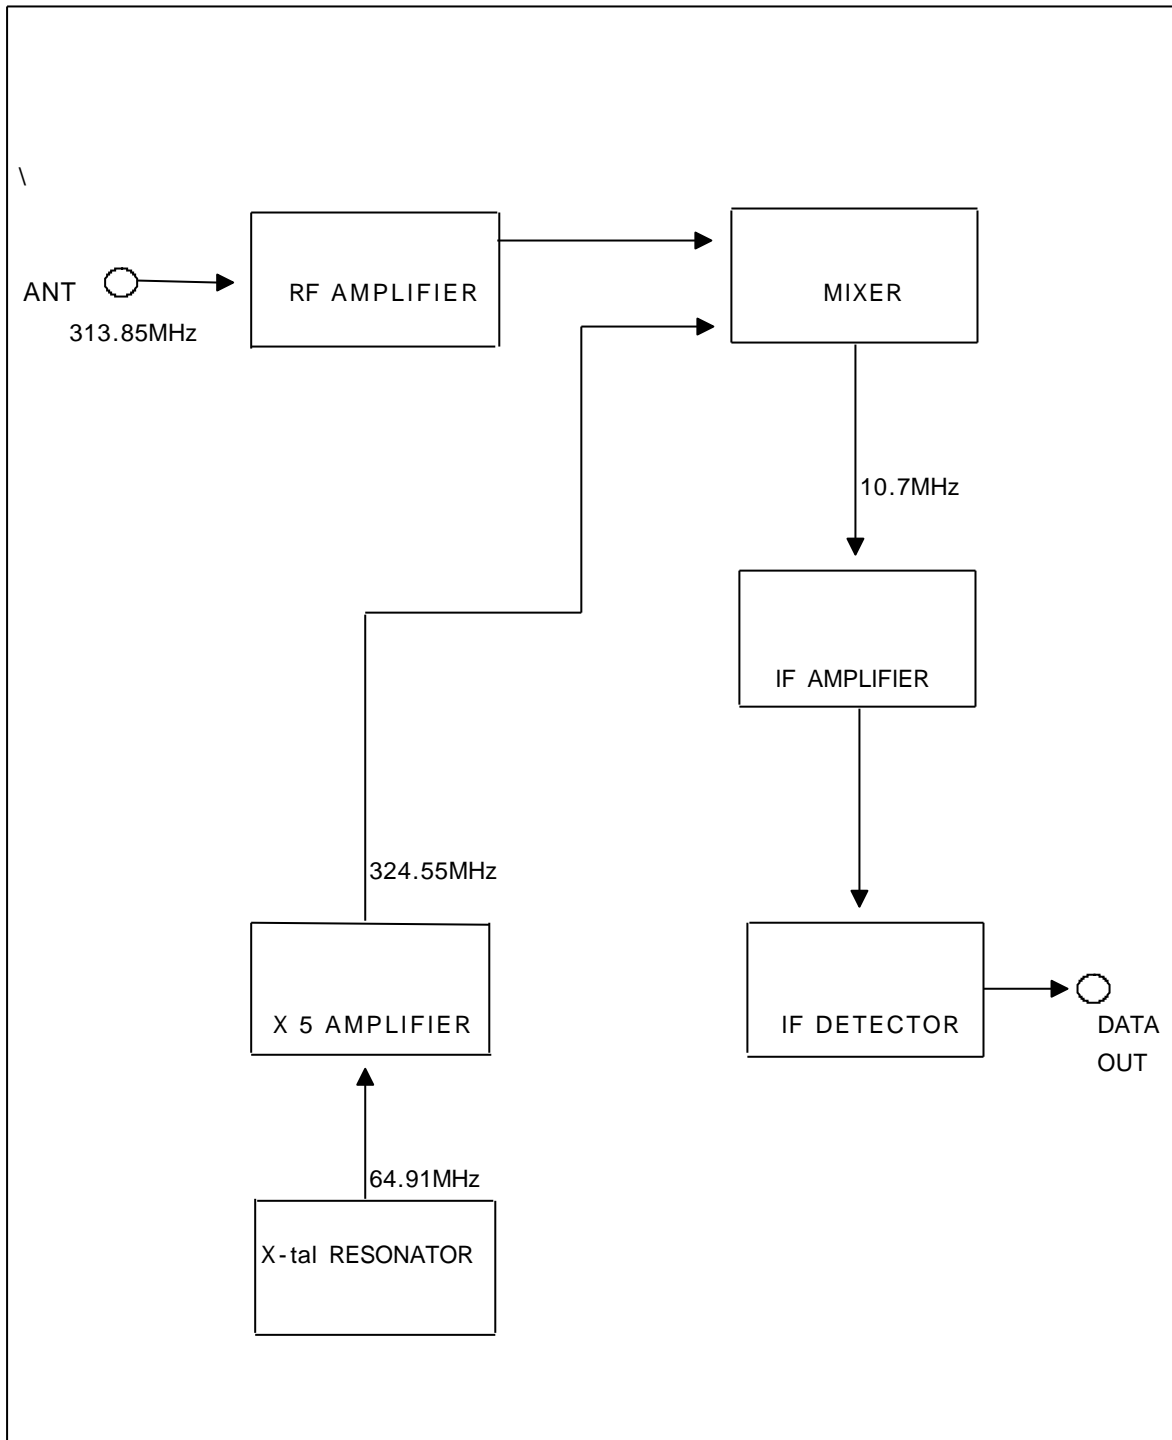 \
ANT
313.85MHz
RF AMPLIFIER
MIXER
10.7MHz
IF AMPLIFIER
324.55MHz
X 5 AMPLIFIER
IF DETECTOR
DATA
OUT
64.91MHz
X-tal RESONATOR